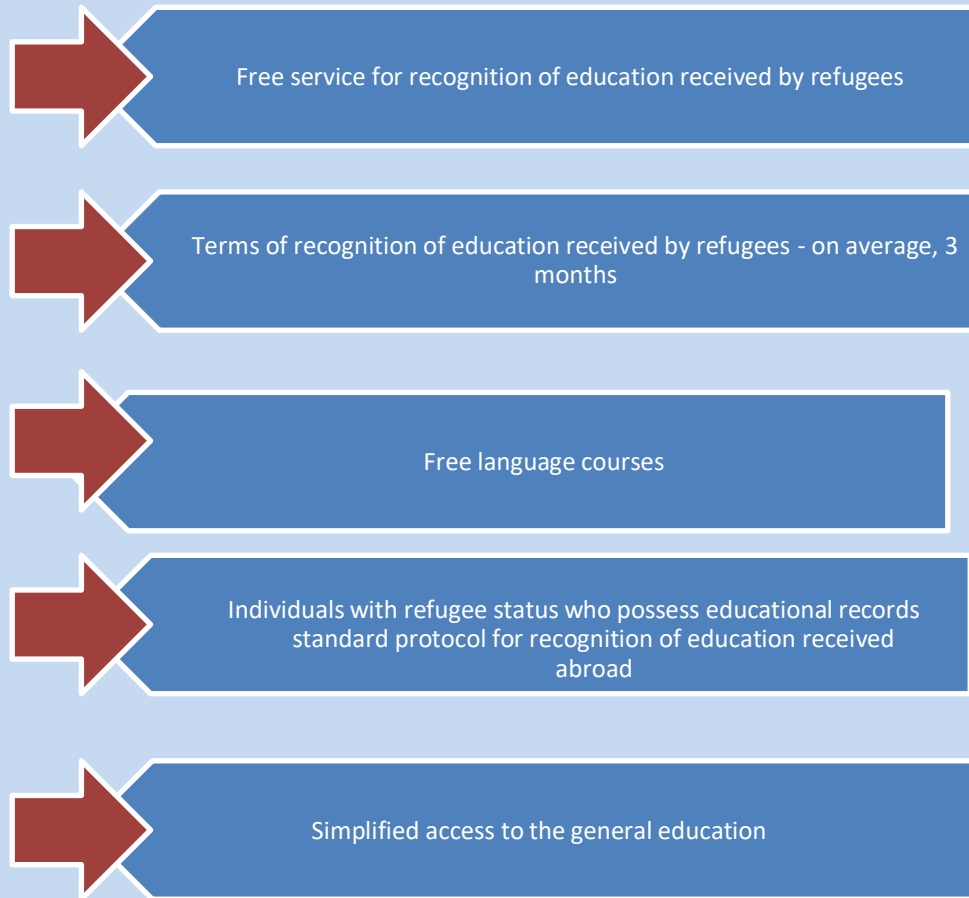 Free service for recognition of education received by refugees
Terms of recognition of education received by refugees - on average, 3
months
Free language courses
Individuals with refugee status who possess educational records
standard protocol for recognition of education received
abroad
Simplified access to the general education